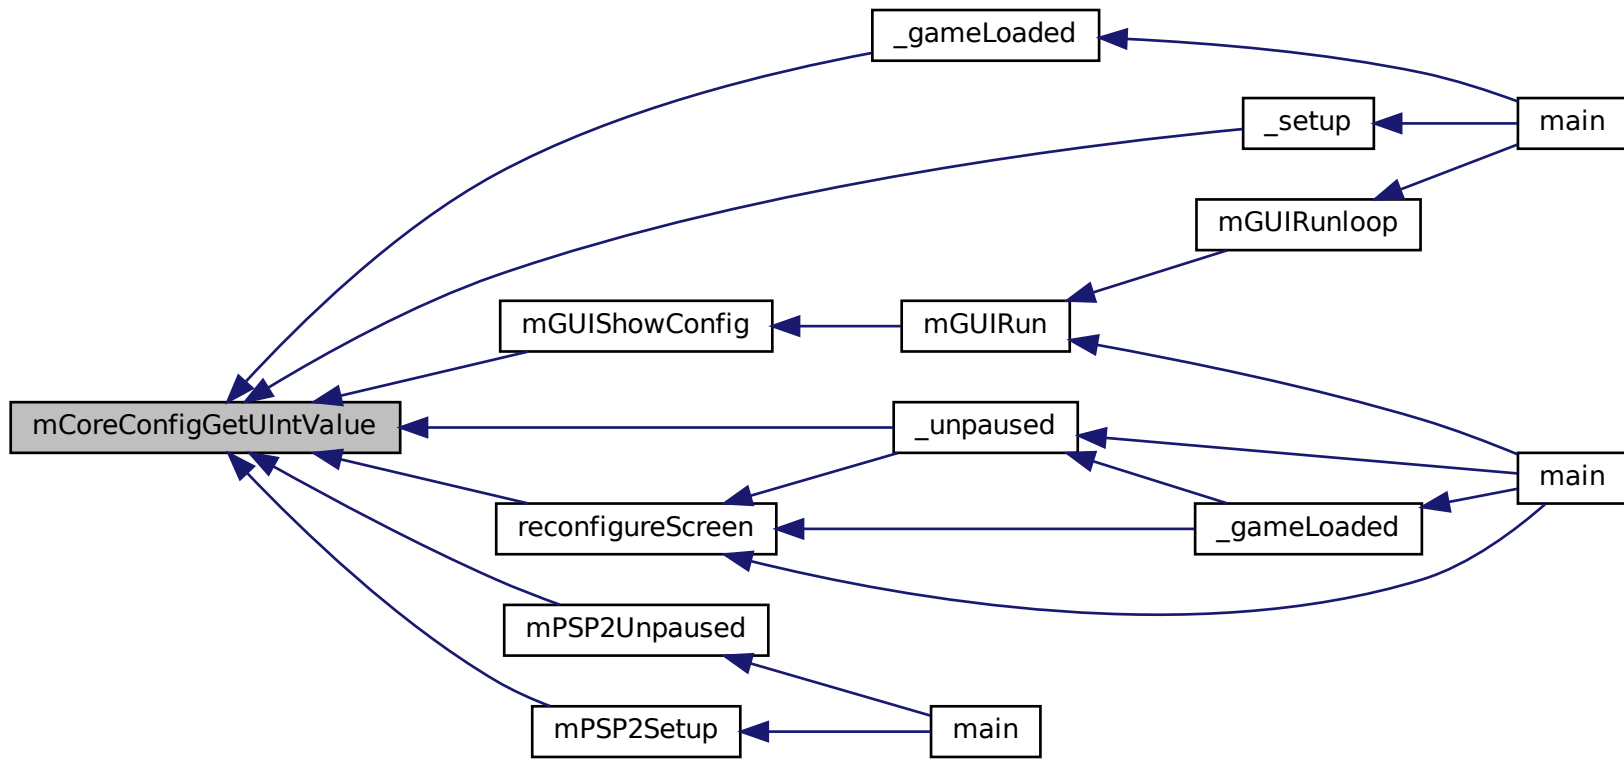 _gameLoaded
_setup
main
mGUIRunloop
mGUIShowConfig
mGUIRun
mCoreConfigGetUIntValue
_unpaused
main
reconfigureScreen
_gameLoaded
mPSP2Unpaused
mPSP2Setup
main